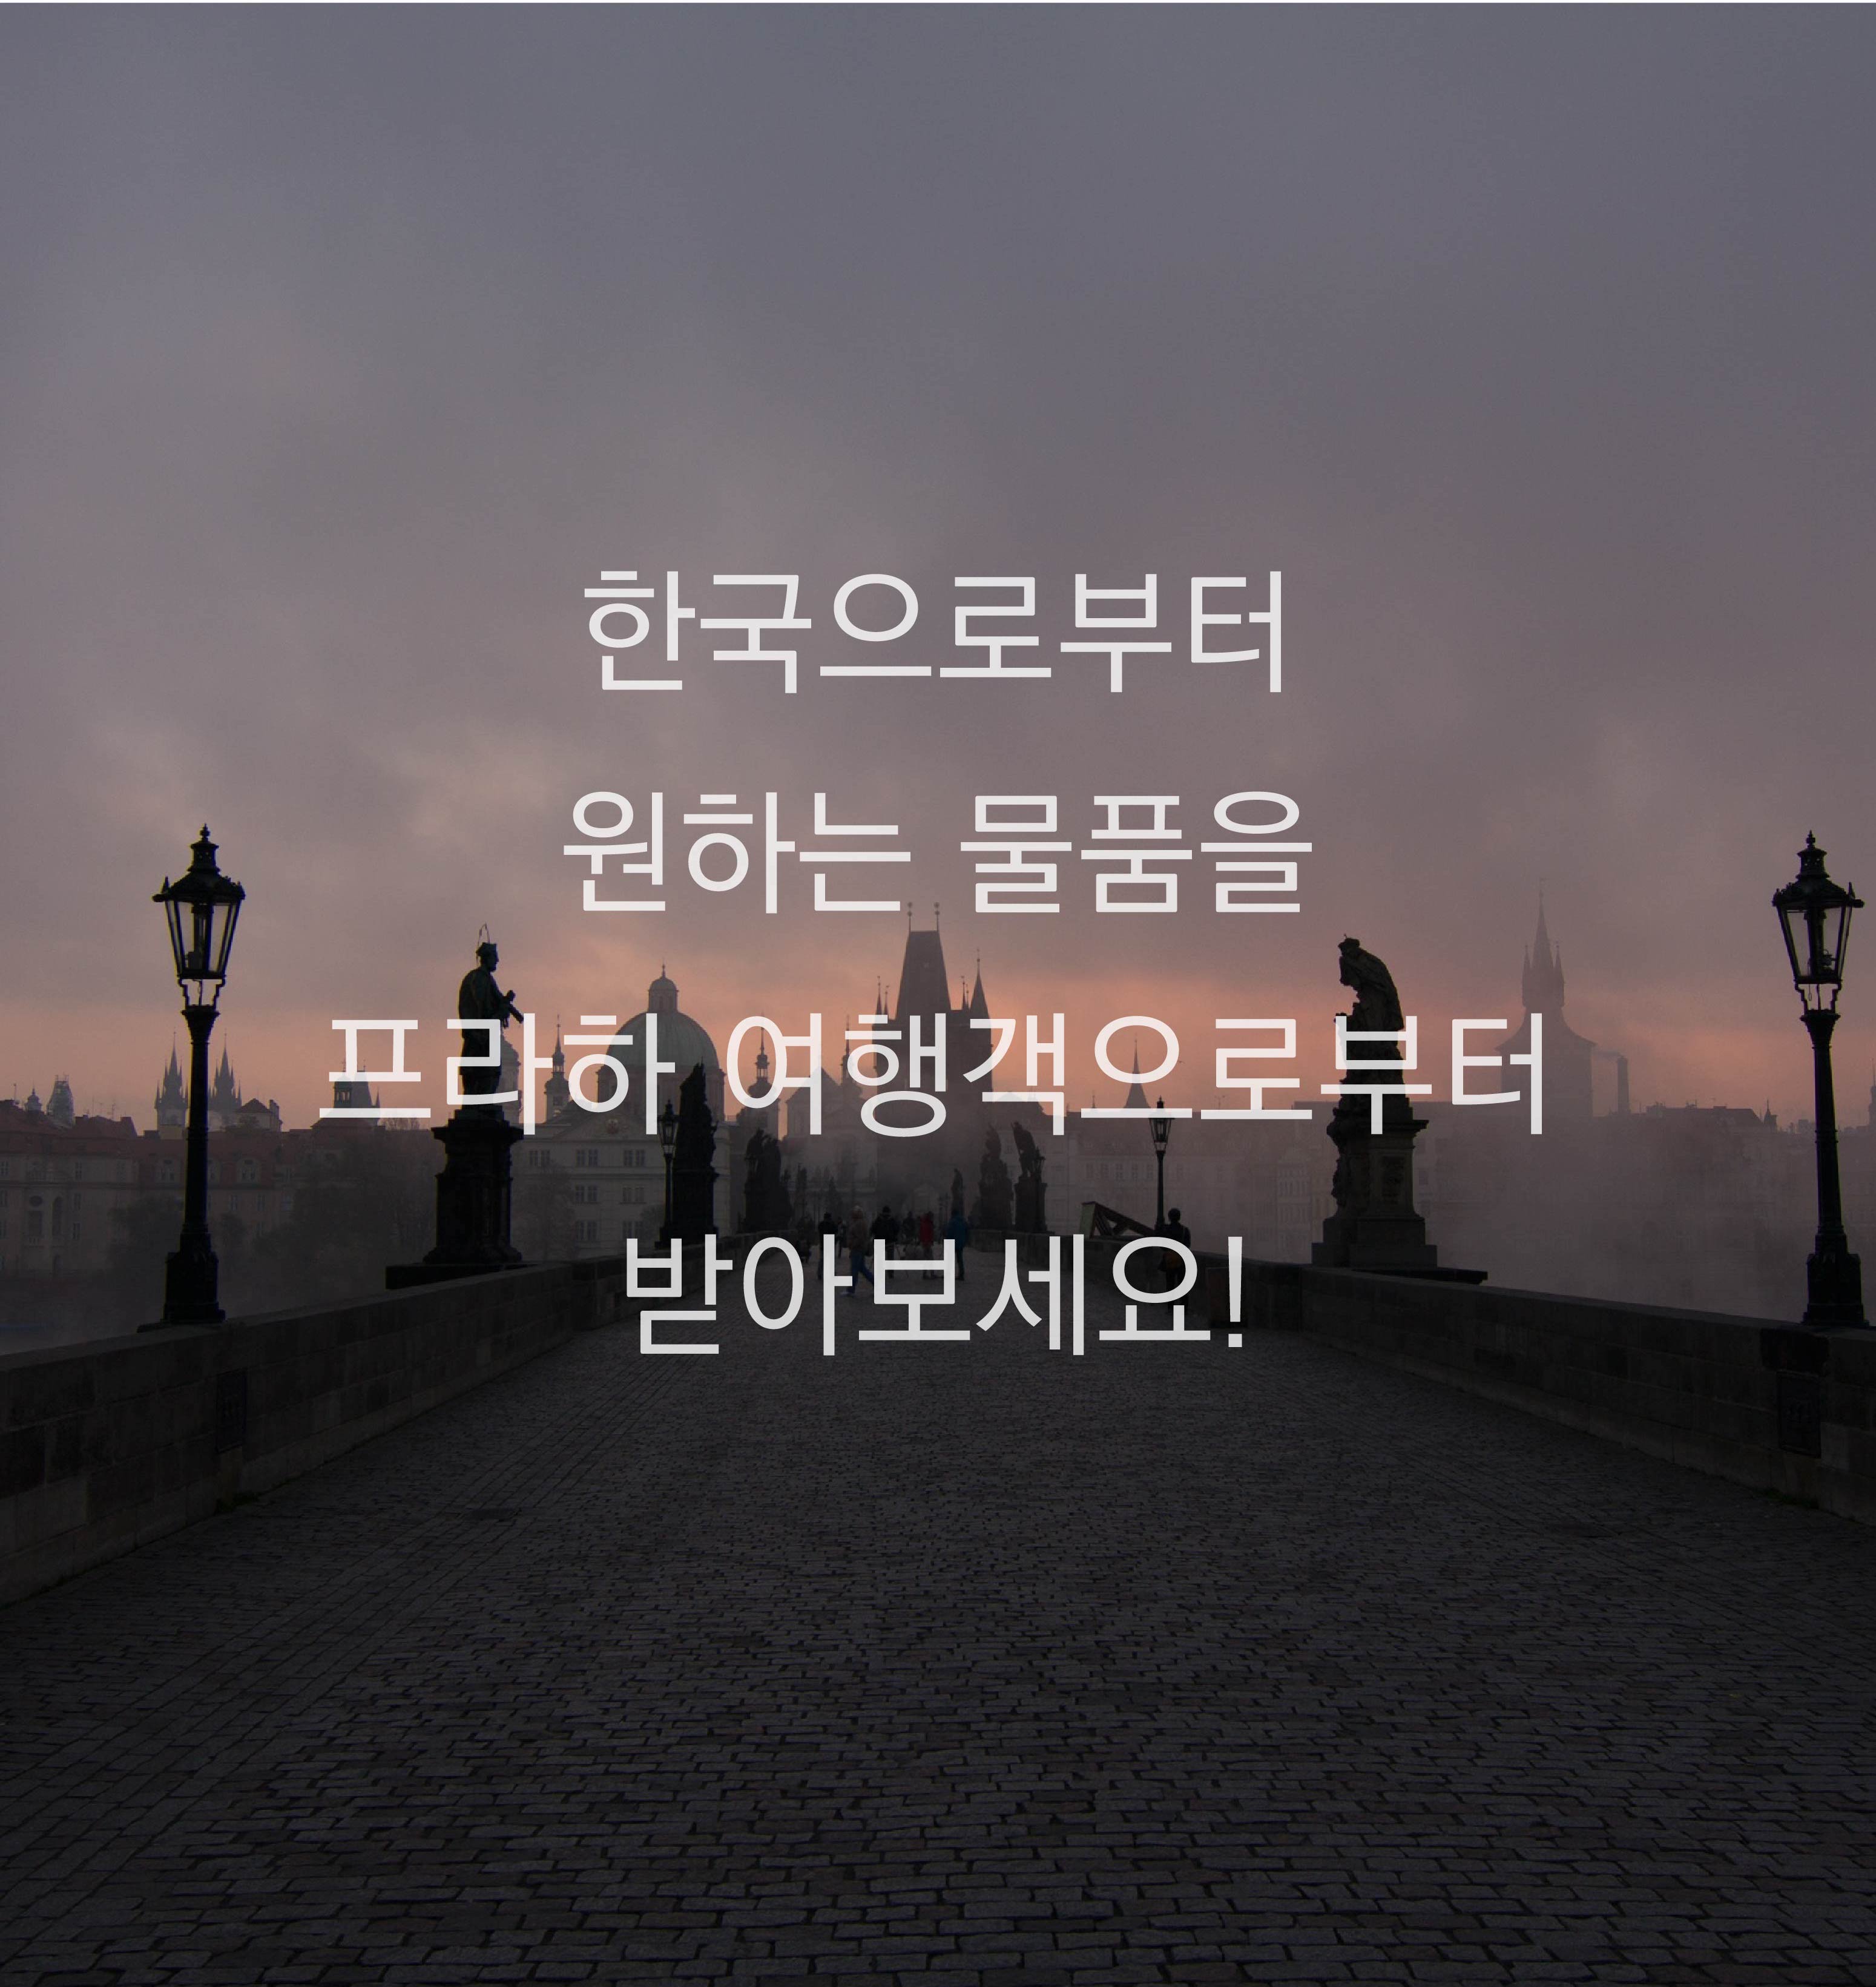 한국으로부터
원하는 물품을
프라하 여행객으로부터
받아보세요!